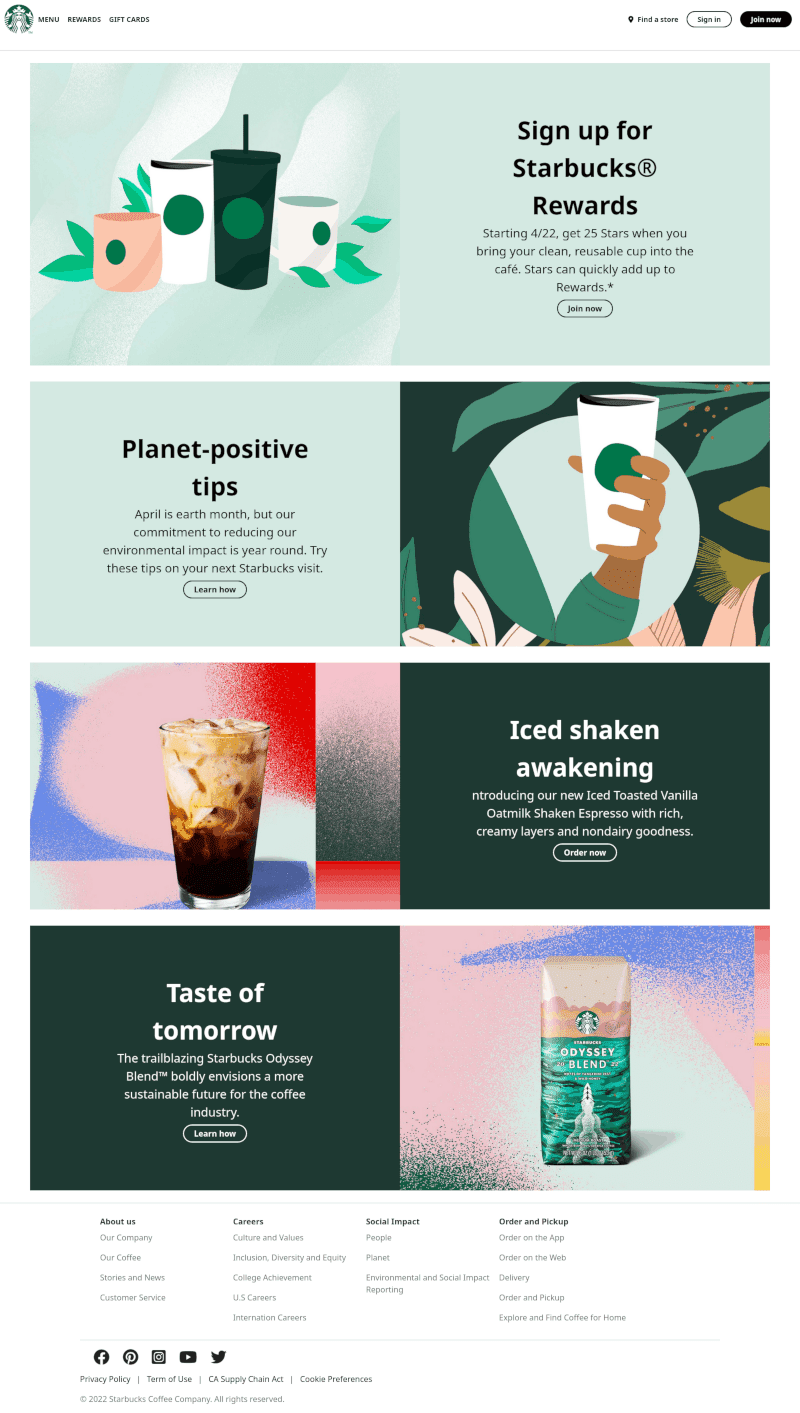 MENU REWARDS GIFT CARDS Find a store Sign in Join now
Sign up for
Starbucks®
Rewards
Starting 4/22, get 25 Stars when you
bring your clean, reusable cup into the
café. Stars can quickly add up to
Rewards.*
Join now
Planet-positive
tips
April is earth month, but our
commitment to reducing our
environmental impact is year round. Try
these tips on your next Starbucks visit.
Learn how
Iced shaken
awakening
ntroducing our new Iced Toasted Vanilla
Oatmilk Shaken Espresso with rich,
creamy layers and nondairy goodness.
Order now
Taste of
tomorrow
The trailblazing Starbucks Odyssey
Blend™ boldly envisions a more
sustainable future for the coffee
industry.
Learn how
STARBUCKS
ODYSSEY
20 BLEND 22
About us
Our Company
Our Coffee
Stories and News
Customer Service
Careers
Culture and Values
Inclusion, Diversity and Equity
College Achievement
U.S Careers
Internation Careers
Social Impact
People
Planet
Environmental and Social Impact
Reporting
Order and Pickup
Order on the App
Order on the Web
Delivery
Order and Pickup
Explore and Find Coffee for Home
Privacy Policy | Term of Use | CA Supply Chain Act | Cookie Preferences
© 2022 Starbucks Coffee Company. All rights reserved.